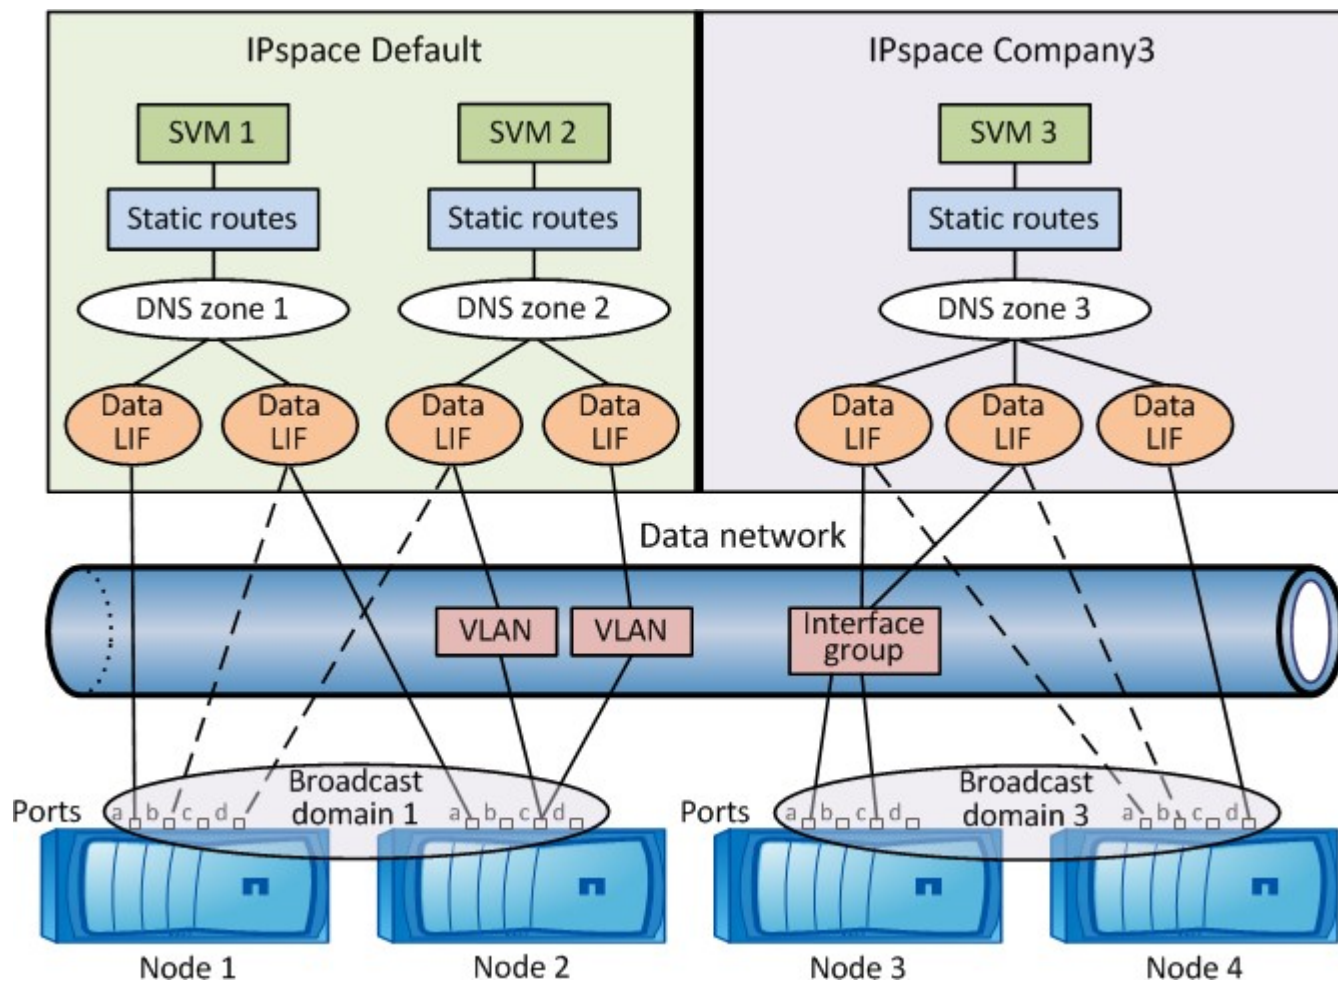 IPspace Default
IPspace Company3
SVM 1
SVM 2
SVM 3
Static routes
Static routes
Static routes
DNS zone 1
DNS zone 2
DNS zone 3
Data
LIF
Data
LIF
Data
LIF
Data
LIF
Data
LIF
Data
LIF
Data
LIF
Data network
VLAN
VLAN
Interface
group
Broadcast
domain 1
Broadcast
domain 3
Ports
a b c d
a b c d
Ports
a b c d
a b c d
Node 1
Node 2
Node 3
Node 4